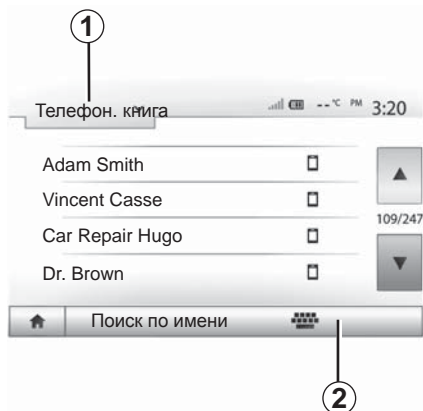 1
Телефон. книга
--°C PM 3:20
Adam Smith
Vincent Casse
109/247
Car Repair Hugo
Dr. Brown
Поиск по имени
2